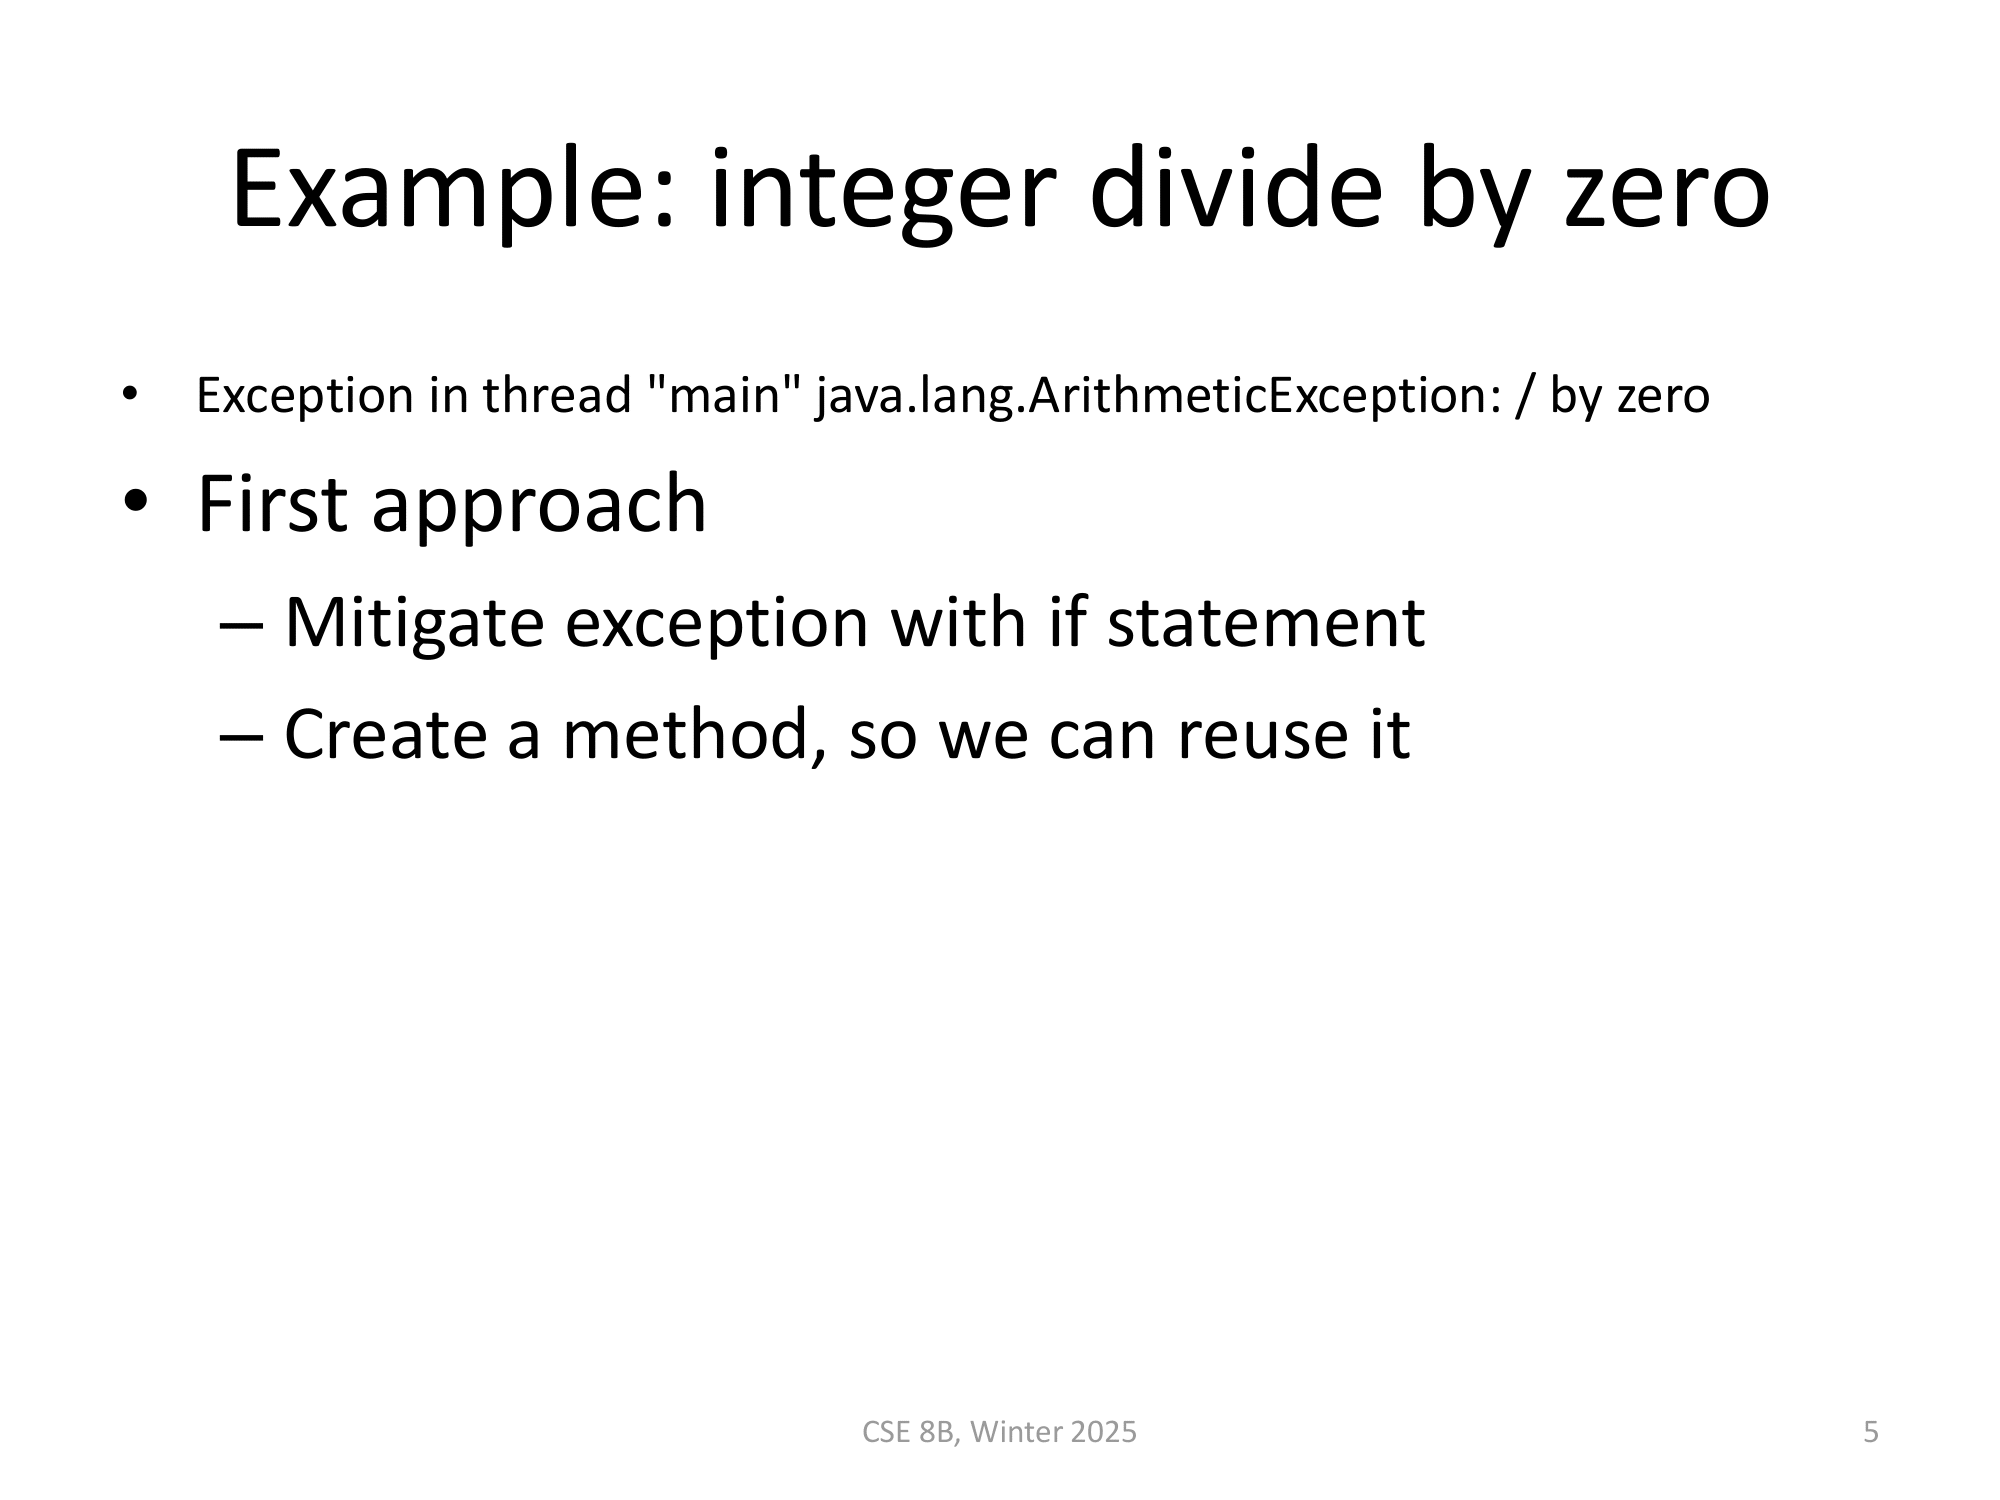 Example: integer divide by zero
• Exception in thread "main" java.lang.ArithmeticException: / by zero
• First approach
– Mitigate exception with if statement
– Create a method, so we can reuse it
CSE 8B, Winter 2025
5